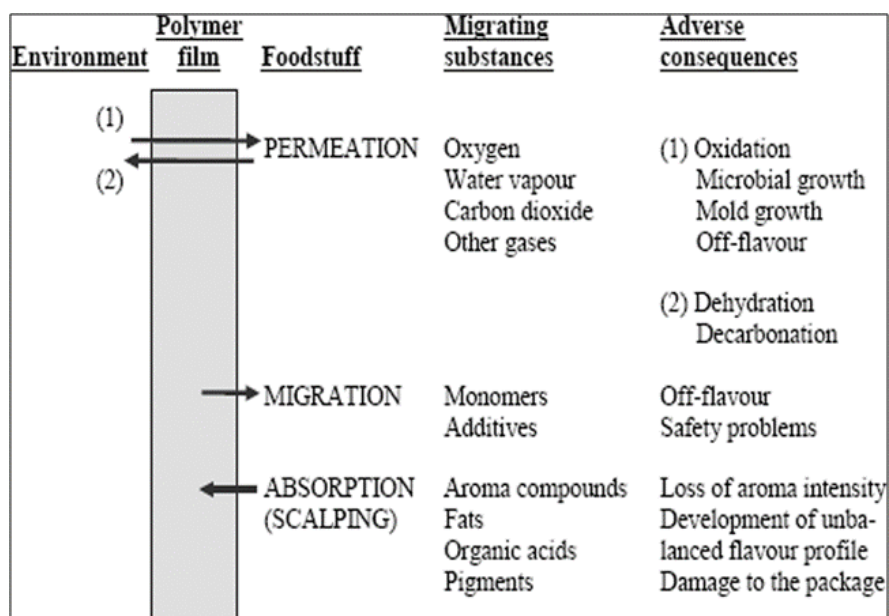 Environment Polymer film Foodstuff Migrating substances Adverse consequences
(1)
(2)
PERMEATION Oxygen (1) Oxidation
Water vapour Microbial growth
Carbon dioxide Mold growth
Other gases Off-flavour
(2) Dehydration
Decarbonation
MIGRATION Monomers Off-flavour
Additives Safety problems
ABSORPTION Aroma compounds Loss of aroma intensity
(SCALPING) Fats Development of unba-
Organic acids lanced flavour profile
Pigments Damage to the package